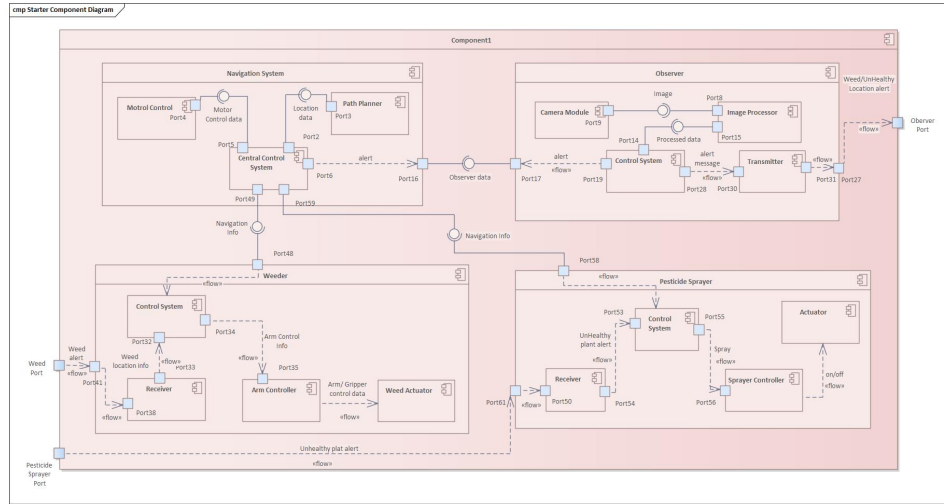 cmp Starter Component Diagram
Component1
Navigation System
Motrol Control
Port4
Motor
Control data
Location
data
Path Planner
Port3
Port5
Port2
Central Control
System
Port6
alert
Port16
Port49
Port59
Observer data
Observer
Camera Module
Port9
Image
Port8
Image Processor
Port14
Processed data
Port15
Port17
alert
Port19
Control System
alert
message
«flow»
Port28
Port30
Transmitter
«flow»
Port31
Port27
Weed/UnHealthy
Location alert
«flow»
Oberver
Port
Navigation
Info
Port48
Navigation Info
Port58
Weeder
«flow»
Control System
Port34
Port32
Weed
location info
«flow»
Port33
Arm Control
Info
«flow»
Port35
Weed
Port
Weed
alert
«flow»
Port41
«flow»
Port38
Receiver
Arm Controller
Arm/ Gripper
control data
«flow»
Weed Actuator
Pesticide Sprayer
«flow»
Port53
Control
System
Port55
Actuator
UnHealthy
plant alert
«flow»
Spray
«flow»
Port61
«flow»
Port50
Receiver
Port54
Port56
Sprayer Controller
on/off
«flow»
Unhealthy plat alert
«flow»
Pesticide
Sprayer
Port